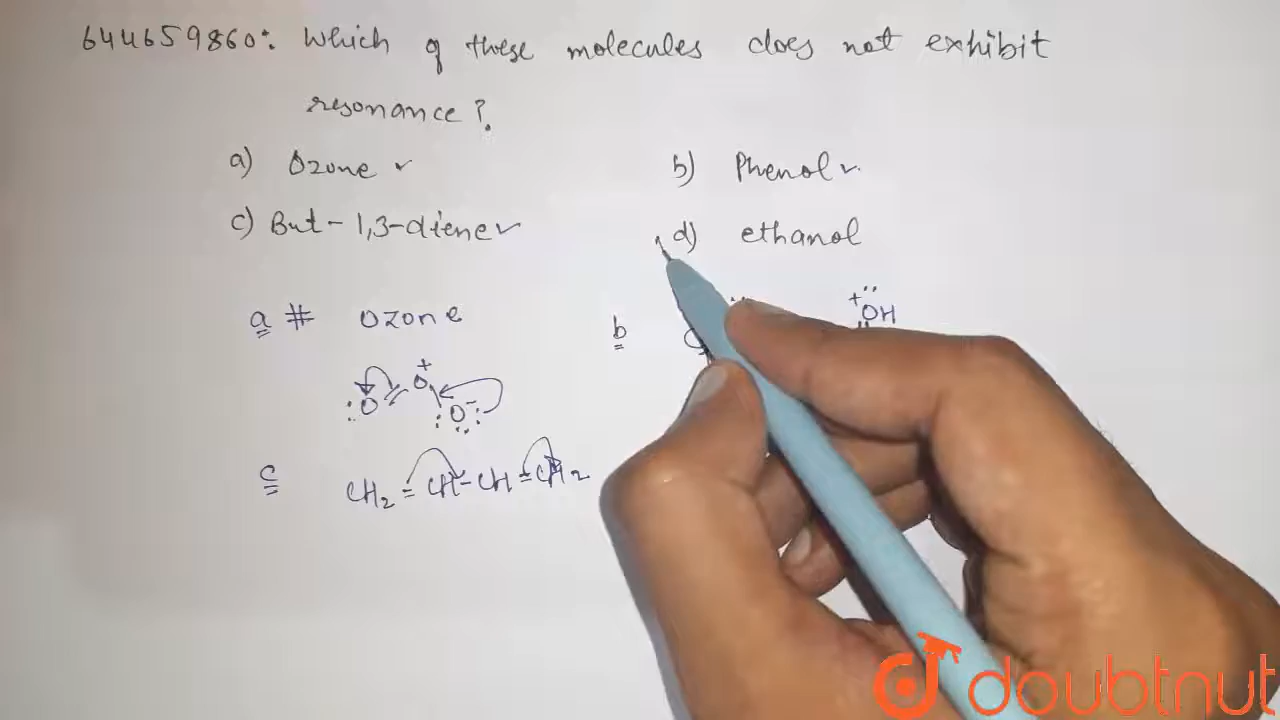 644659860: Which of these molecules does not exhibit
resonance?
a) Ozone ✓ b) Phenol ✓
c) But-1,3-diene ✓ d) ethanol
a # Ozone b +ÖH
:O O+
:O:-
c CH2=CH-CH=CH2
doubtnut